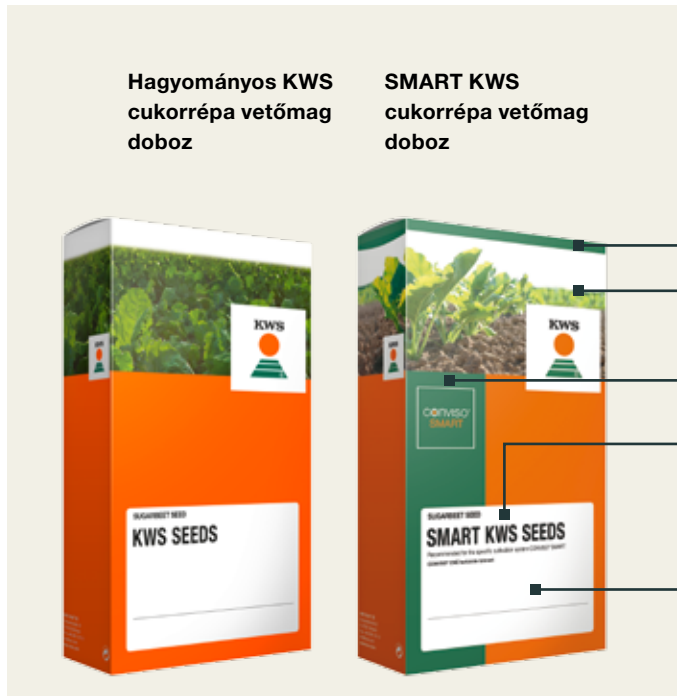 Hagyományos KWS
cukorrépa vetőmag
doboz
SMART KWS
cukorrépa vetőmag
doboz
KWS
SUGARBEET SEED
KWS SEEDS
KWS
CONVISO®
SMART
SUGARBEET SEED
SMART KWS SEEDS
Recommended for the specific cultivation system CONVISO® SMART